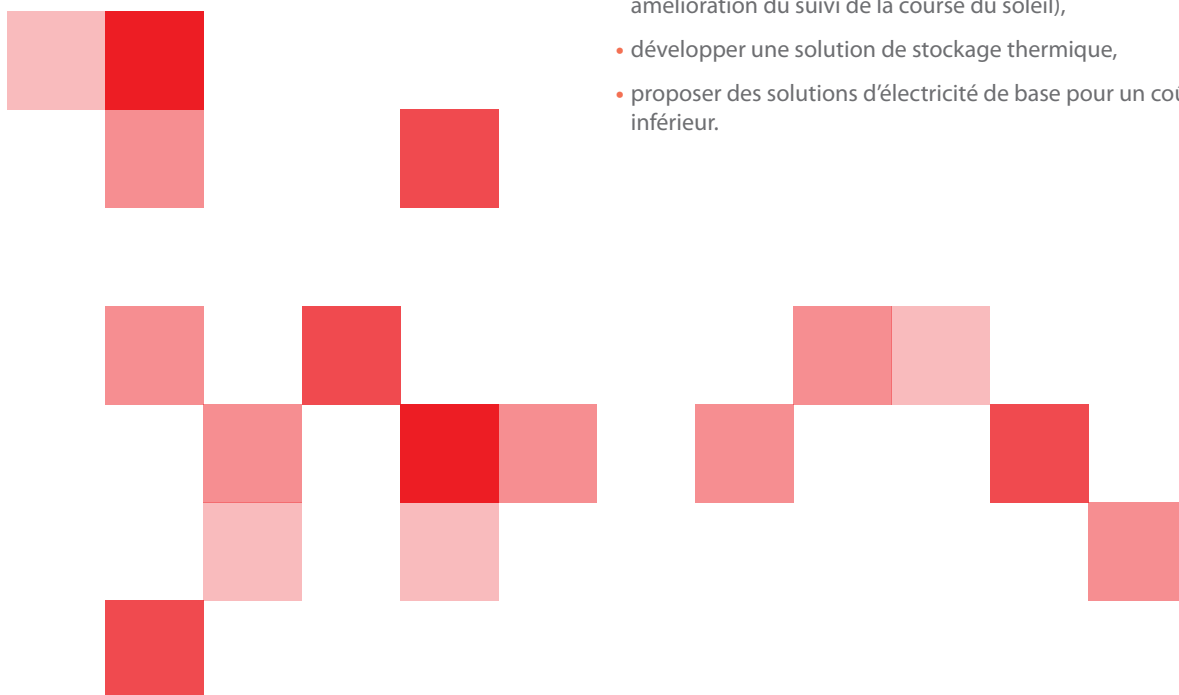 amélioration du suivi de la course du soleil),
• développer une solution de stockage thermique,
• proposer des solutions d’électricité de base pour un
inférieur.